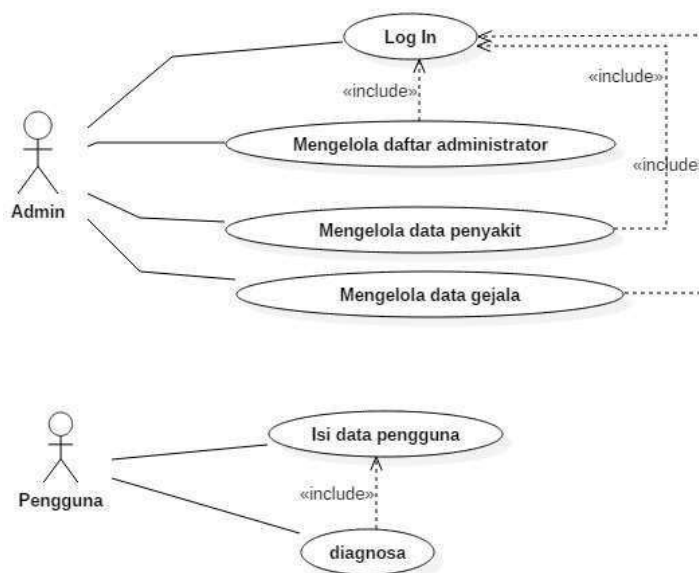 Log In
«include»
«include»
Mengelola daftar administrator
«include»
Admin
Mengelola data penyakit
Mengelola data gejala
Isi data pengguna
«include»
Pengguna
diagnosa